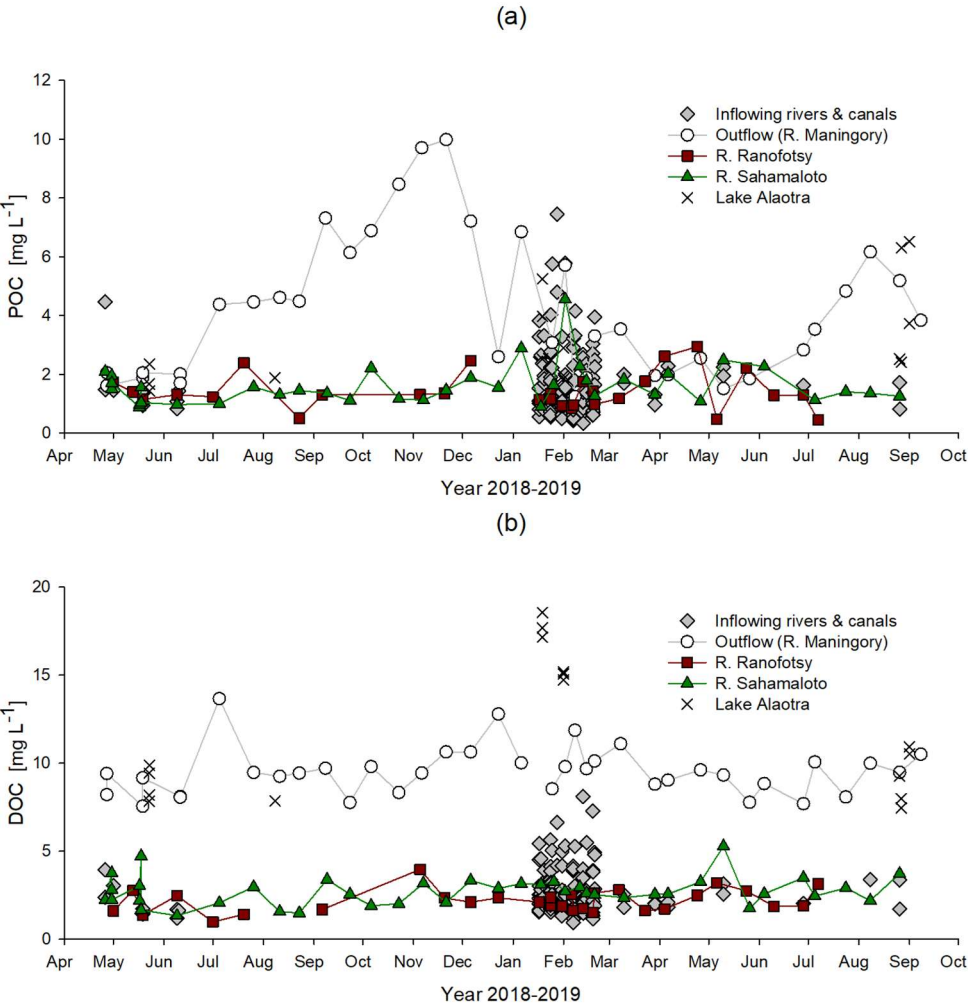 (a)
12
10
8
6
4
2
0
POC [mg L⁻¹]
Inflowing rivers & canals
Outflow (R. Maningory)
R. Ranofotsy
R. Sahamaloto
Lake Alaotra
Apr May Jun Jul Aug Sep Oct Nov Dec Jan Feb Mar Apr May Jun Jul Aug Sep Oct
Year 2018-2019
(b)
20
15
10
5
0
DOC [mg L⁻¹]
Inflowing rivers & canals
Outflow (R. Maningory)
R. Ranofotsy
R. Sahamaloto
Lake Alaotra
Apr May Jun Jul Aug Sep Oct Nov Dec Jan Feb Mar Apr May Jun Jul Aug Sep Oct
Year 2018-2019